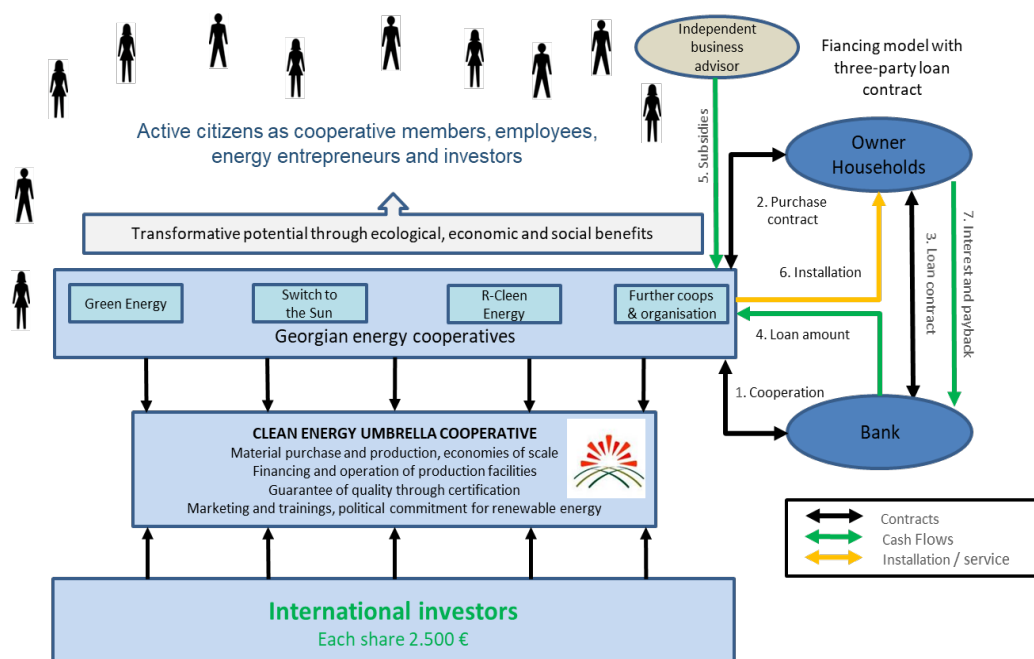 Independent
business
advisor
Fiancing model with
three-party loan
contract
Active citizens as cooperative members, employees,
energy entrepreneurs and investors
5. Subsidies
Owner
Households
2. Purchase
contract
Transformative potential through ecological, economic and social benefits
7. Interest and payback
3. Loan contract
6. Installation
Green Energy
Switch to
the Sun
R-Cleen
Energy
Further coops
& organisation
Georgian energy cooperatives
4. Loan amount
1. Cooperation
Bank
CLEAN ENERGY UMBRELLA COOPERATIVE
Material purchase and production, economies of scale
Financing and operation of production facilities
Guarantee of quality through certification
Marketing and trainings, political commitment for renewable energy
Contracts
Cash Flows
Installation / service
International investors
Each share 2.500 €